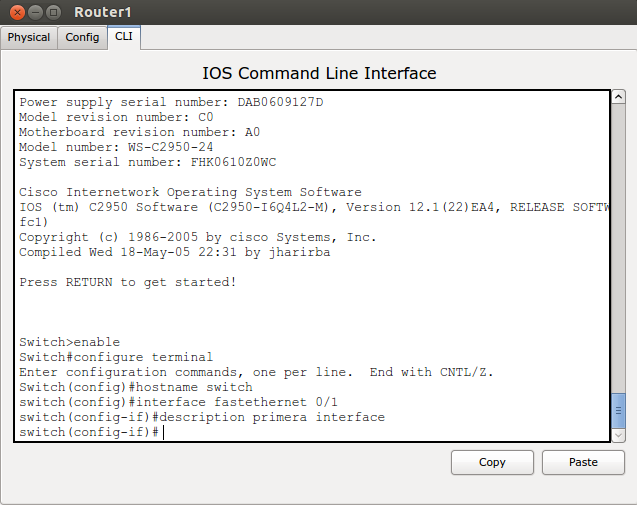 Router1
Physical Config CLI
IOS Command Line Interface
Power supply serial number: DAB0609127D
Model revision number: C0
Motherboard revision number: A0
Model number: WS-C2950-24
System serial number: FHK0610Z0WC
Cisco Internetwork Operating System Software
IOS (tm) C2950 Software (C2950-I6Q4L2-M), Version 12.1(22)EA4, RELEASE SOFTW
fc1)
Copyright (c) 1986-2005 by cisco Systems, Inc.
Compiled Wed 18-May-05 22:31 by jharirba
Press RETURN to get started!
Switch>enable
Switch#configure terminal
Enter configuration commands, one per line.  End with CNTL/Z.
Switch(config)#hostname switch
switch(config)#interface fastethernet 0/1
switch(config-if)#description primera interface
switch(config-if)#
Copy Paste